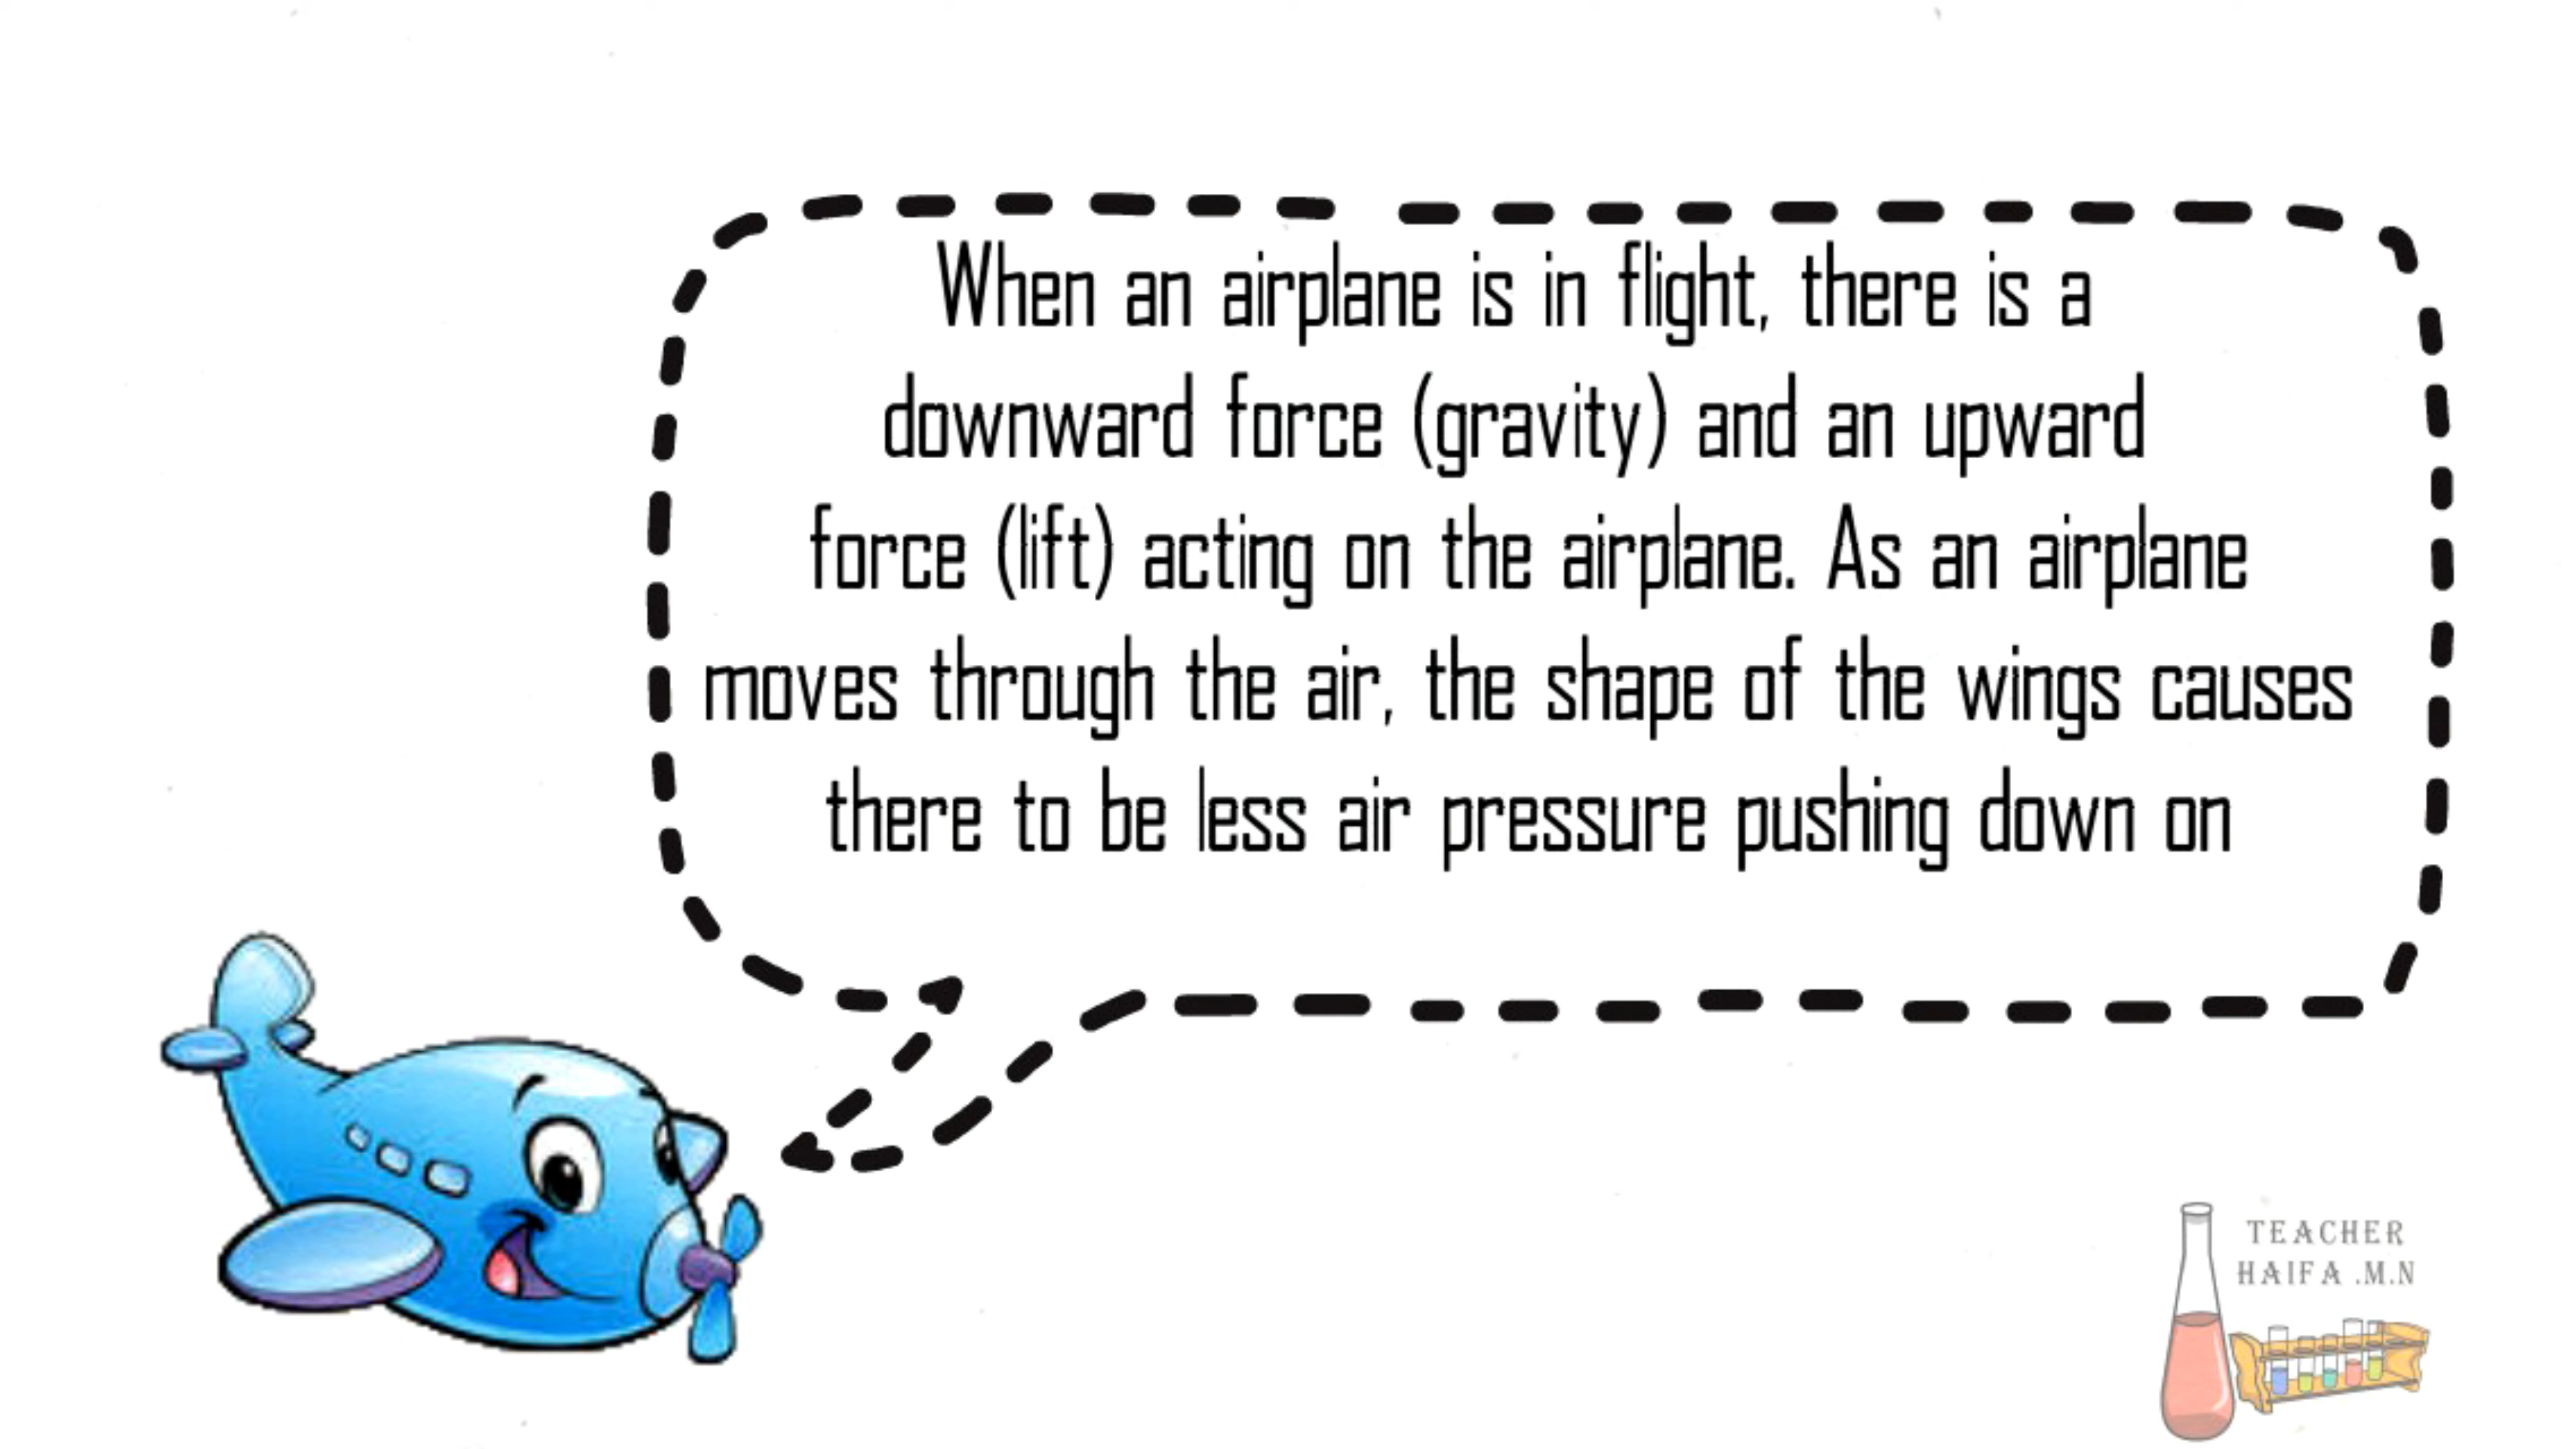 When an airplane is in flight, there is a
downward force (gravity) and an upward
force (lift) acting on the airplane. As an airplane
moves through the air, the shape of the wings causes
there to be less air pressure pushing down on
TEACHER
HAIFA .M.N